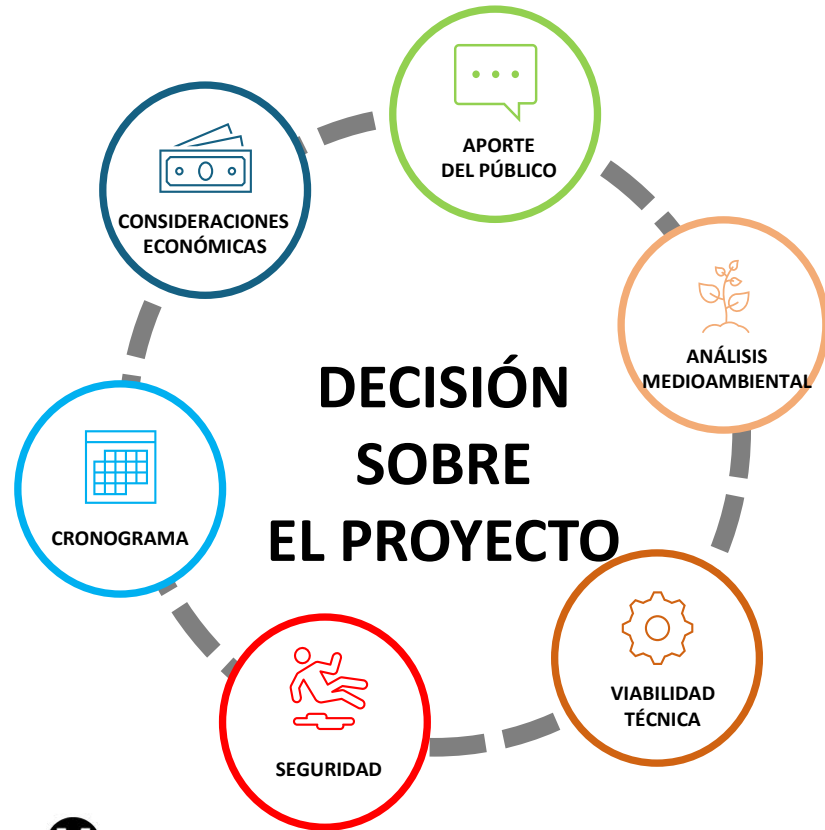 APORTE
DEL PÚBLICO
CONSIDERACIONES
ECONÓMICAS
ANÁLISIS
MEDIOAMBIENTAL
DECISIÓN
SOBRE
EL PROYECTO
CRONOGRAMA
VIABILIDAD
TÉCNICA
SEGURIDAD